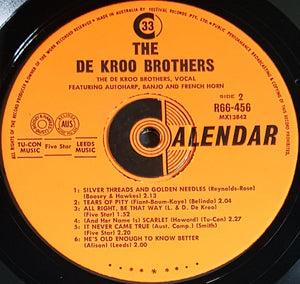 MADE IN AUSTRALIA BY FESTIVAL RECORDS PTY. LTD.
33
THE
DE KROO BROTHERS
THE DE KROO BROTHERS, VOCAL
FEATURING AUTOHARP, BANJO AND FRENCH HORN
SIDE 2
R66-456
MX13842
AUS
CALENDAR
TU-CON MUSIC
Five Star
LEEDS MUSIC
1: SILVER THREADS AND GOLDEN NEEDLES (Reynolds-Rose)
(Boosey & Hawkes) 2.13
2: TEARS OF PITY (Fiant-Baum-Kaye) (Belinda) 2.04
3: ALL RIGHT, BE THAT WAY (L. & D. De Kroo)
(Five Star) 1.52
4: (And Her Name Is) SCARLET (Howard) (Tu-Con) 2.27
5: IT NEVER CAME TRUE (Aust. Comp.) (Smith)
(Five Star) 2.20
6: HE'S OLD ENOUGH TO KNOW BETTER
(Alison) (Leeds) 2.00